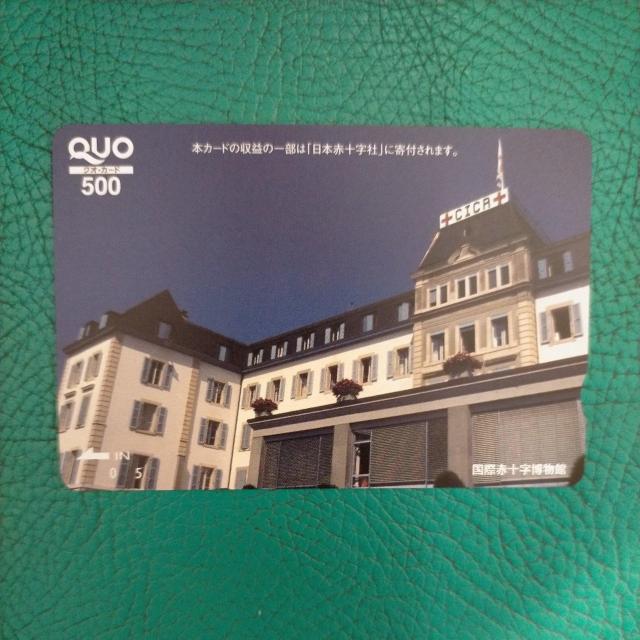 QUO
クオ・カード
500
本カードの収益の一部は「日本赤十字社」に寄付されます。
+CICR+
IN
0 5
国際赤十字博物館